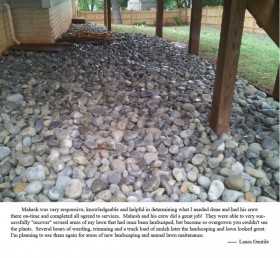 Mahesh was very responsive, knowledgeable and helpful in determining what I needed done and had his crew
there on-time and completed all agreed to services. Mahesh and his crew did a great job! They were able to very suc-
cessfully "recover" several areas of my lawn that had once been landscaped, but become so overgrown you couldn't see
the plants. Several hours of weeding, trimming and a truck load of mulch later the landscaping and lawn looked great.
I'm planning to use them again for areas of new landscaping and annual lawn maintenance.
----- Laura Gentile